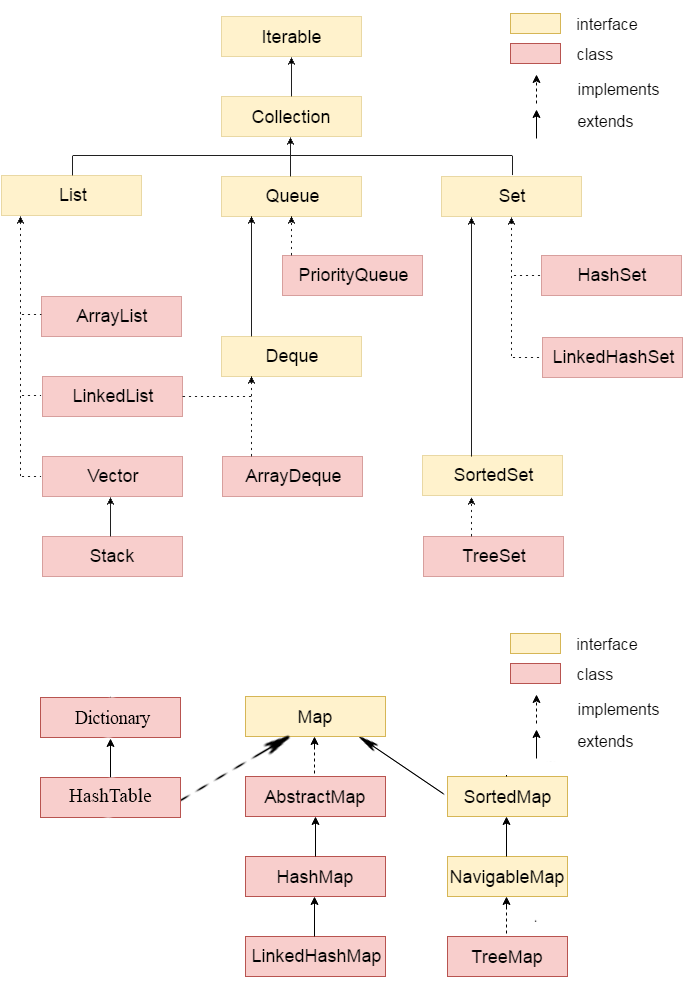 Iterable
interface
class
implements
extends
Collection
List
Queue
Set
PriorityQueue
HashSet
ArrayList
Deque
LinkedHashSet
LinkedList
Vector
ArrayDeque
SortedSet
Stack
TreeSet
interface
class
implements
extends
Dictionary
Map
HashTable
AbstractMap
SortedMap
HashMap
NavigableMap
LinkedHashMap
TreeMap